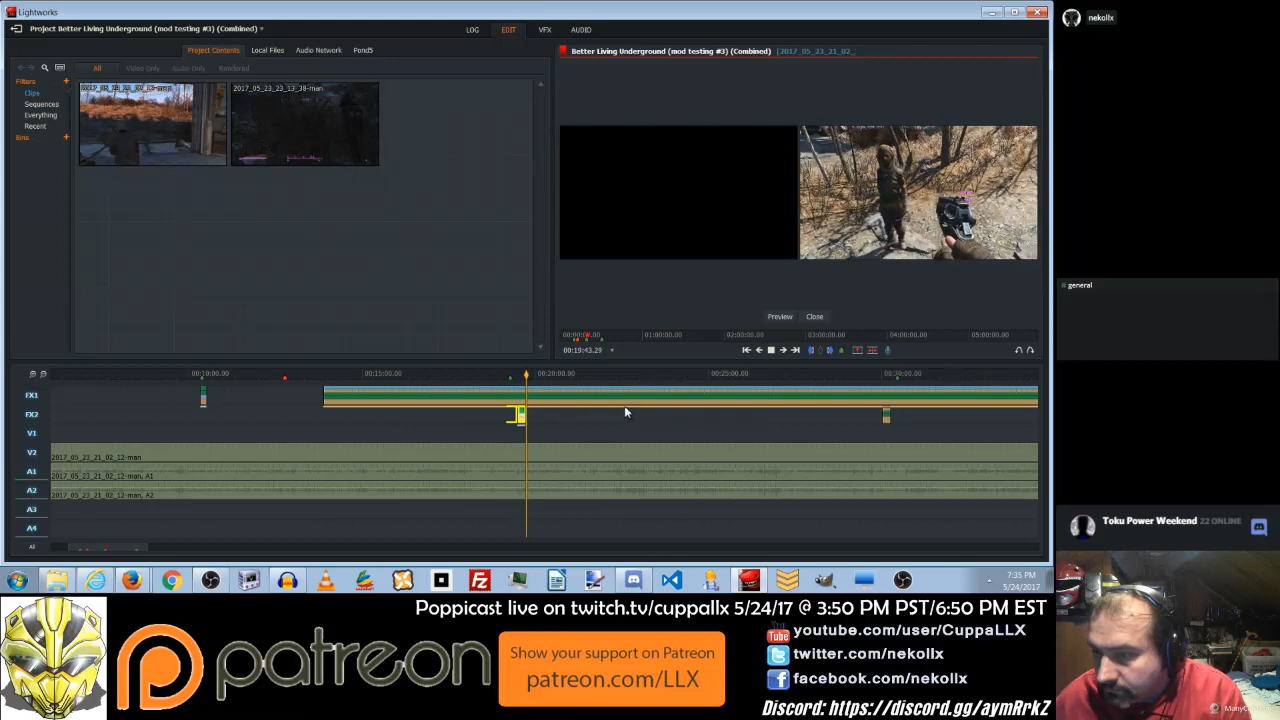 Lightworks
Project Better Living Underground (mod testing #3) (Combined)
LOG EDIT VFX AUDIO
Project Contents Local Files Audio Network Pond5
Better Living Underground (mod testing #3) (Combined) [2017_05_23_21_02_
All Video Only Audio Only Rendered
Filters +
Clips
Sequences
Everything
Recent
Bins +
2017_05_23_23_13_38-man
Preview Close
01:00:00.00 02:00:00.00 03:00:00.00 04:00:00.00 05:00:00.00
00:19:43.29
00:10:00.00 00:15:00.00 00:20:00.00 00:25:00.00 00:30:00.00
FX1
FX2
V1
V2 2017_05_23_21_02_12-man
A1 2017_05_23_21_02_12-man, A1
A2 2017_05_23_21_02_12-man, A2
A3
A4
All
7:35 PM
5/24/2017
nekollx
general
Toku Power Weekend 22 ONLINE
Poppicast live on twitch.tv/cuppallx 5/24/17 @ 3:50 PM PST/6:50 PM EST
patreon
Show your support on Patreon
patreon.com/LLX
You Tube youtube.com/user/CuppaLLX
twitter.com/nekollx
facebook.com/nekollx
Discord: https://discord.gg/aymRrkZ